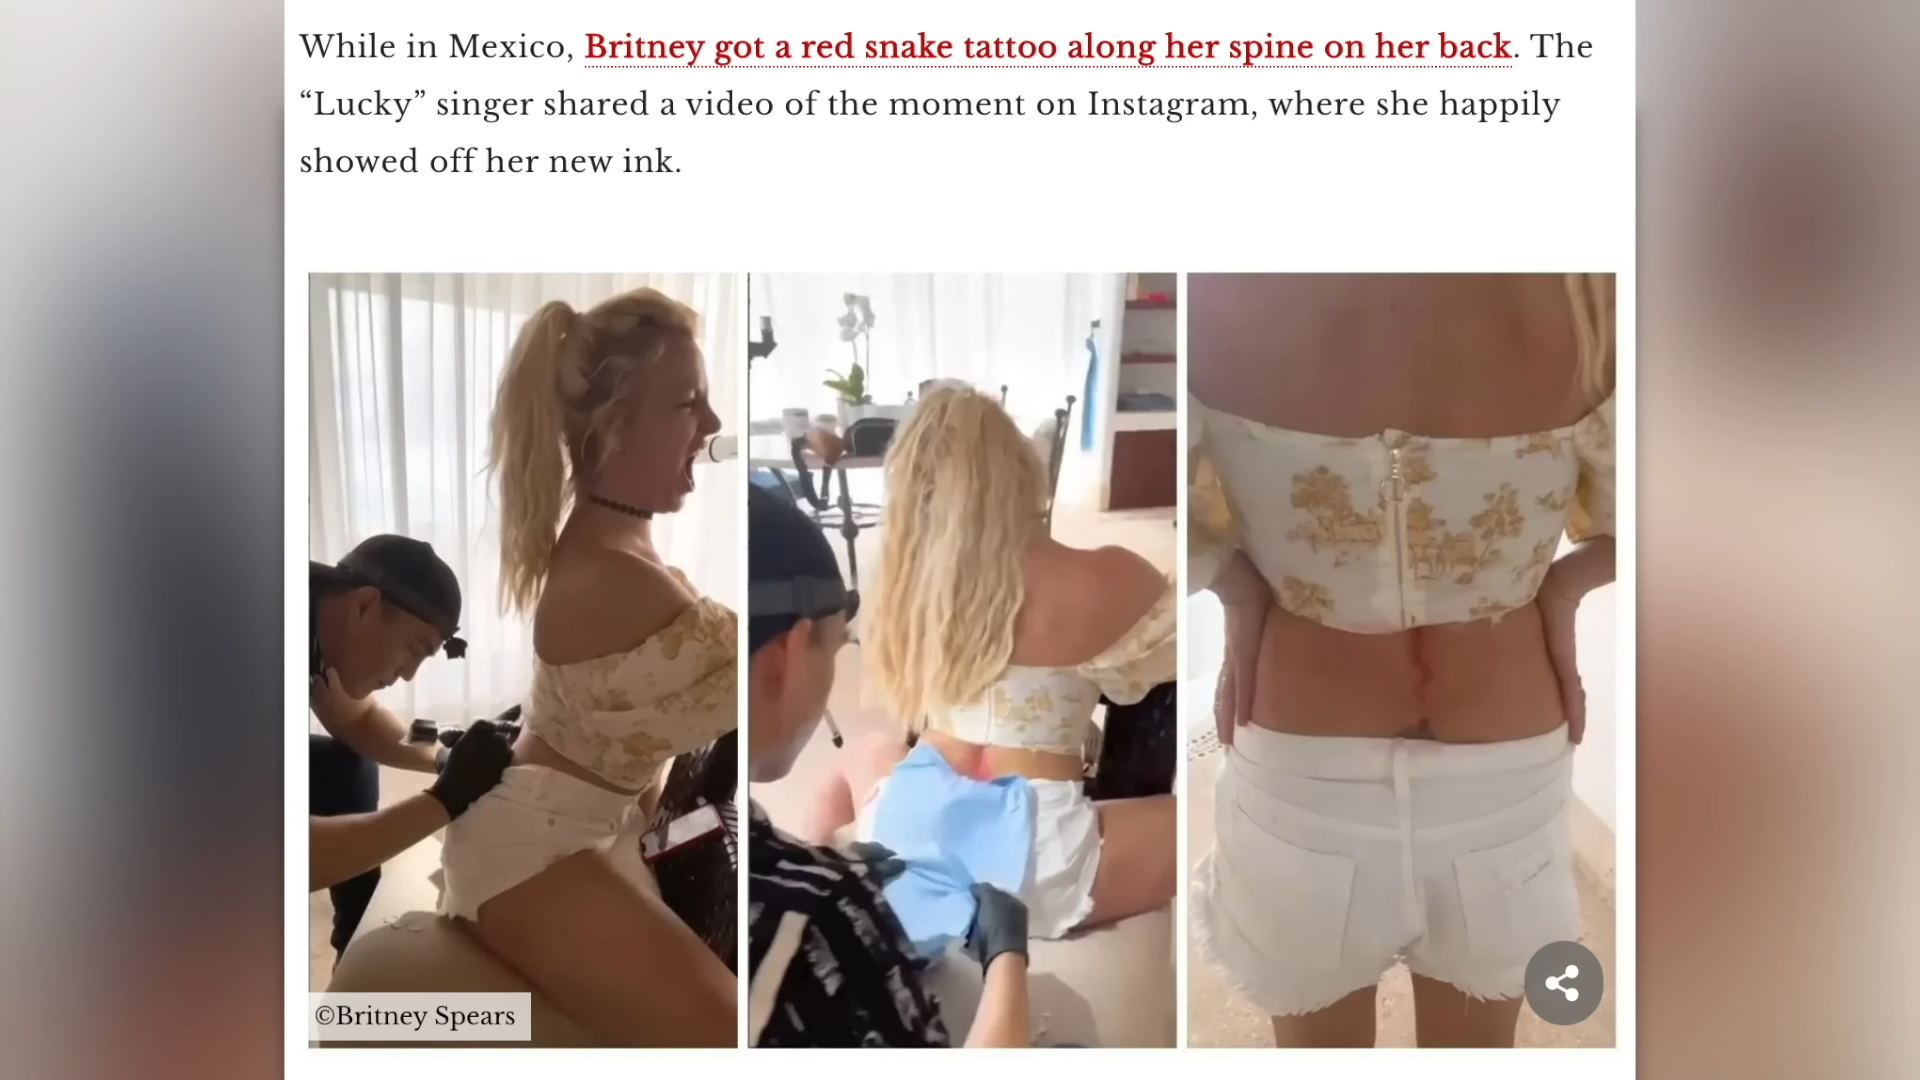 While in Mexico, Britney got a red snake tattoo along her spine on her back. The
“Lucky” singer shared a video of the moment on Instagram, where she happily
showed off her new ink.
©Britney Spears